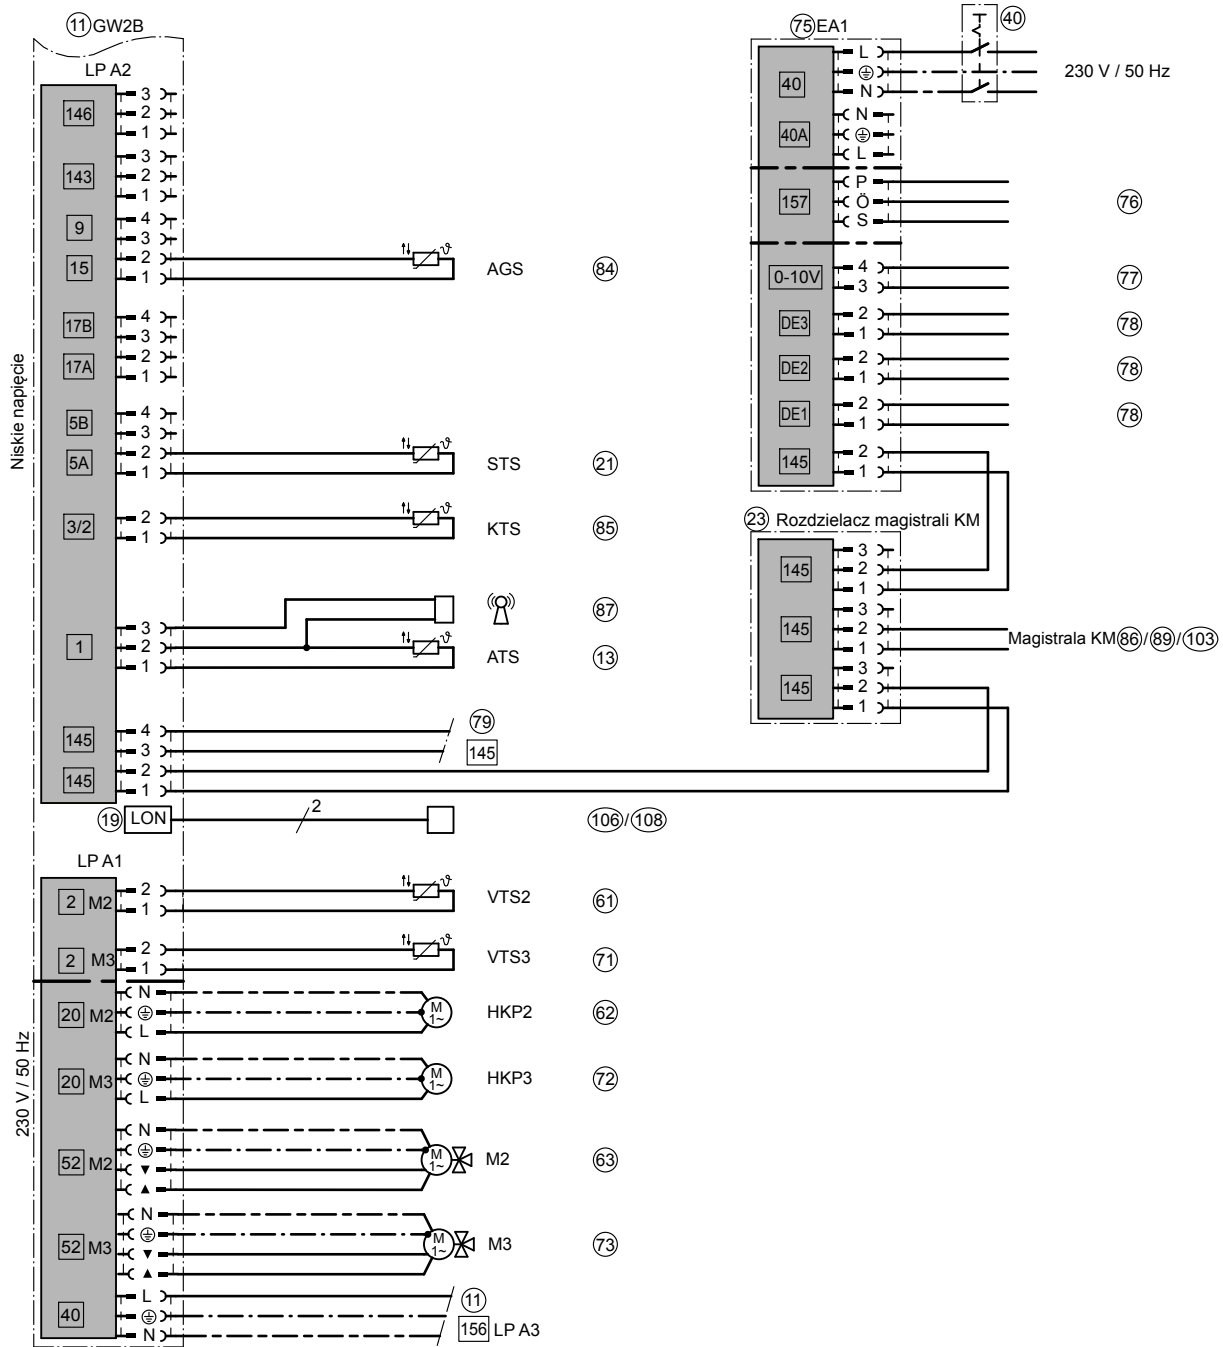 11 GW2B
LP A2
Niskie napięcie
146 3
2
1
143 3
2
1
9 4
3
15 2
1
AGS 84
17B 4
3
17A 2
1
5B 4
3
5A 2
1
STS 21
3/2 2
1
KTS 85
87
1 3
2
1
ATS 13
145 4
3
79
145
145 2
1
19 LON 2 106/108
LP A1
230 V / 50 Hz
2 M2 2
1
VTS2 61
2 M3 2
1
VTS3 71
20 M2 N
L
M
1~
HKP2 62
20 M3 N
L
M
1~
HKP3 72
52 M2 N
▼
▲
M
1~
M2 63
52 M3 N
▼
▲
M
1~
M3 73
40 L
N
11
156 LP A3
75 EA1
40
40 L
N
230 V / 50 Hz
40A N
L
157 P
Ö
S
76
0-10V 4
3
77
DE3 2
1
78
DE2 2
1
78
DE1 2
1
78
145 2
1
23 Rozdzielacz magistrali KM
145 3
2
1
145 3
2
1
Magistrala KM 86/89/103
145 3
2
1